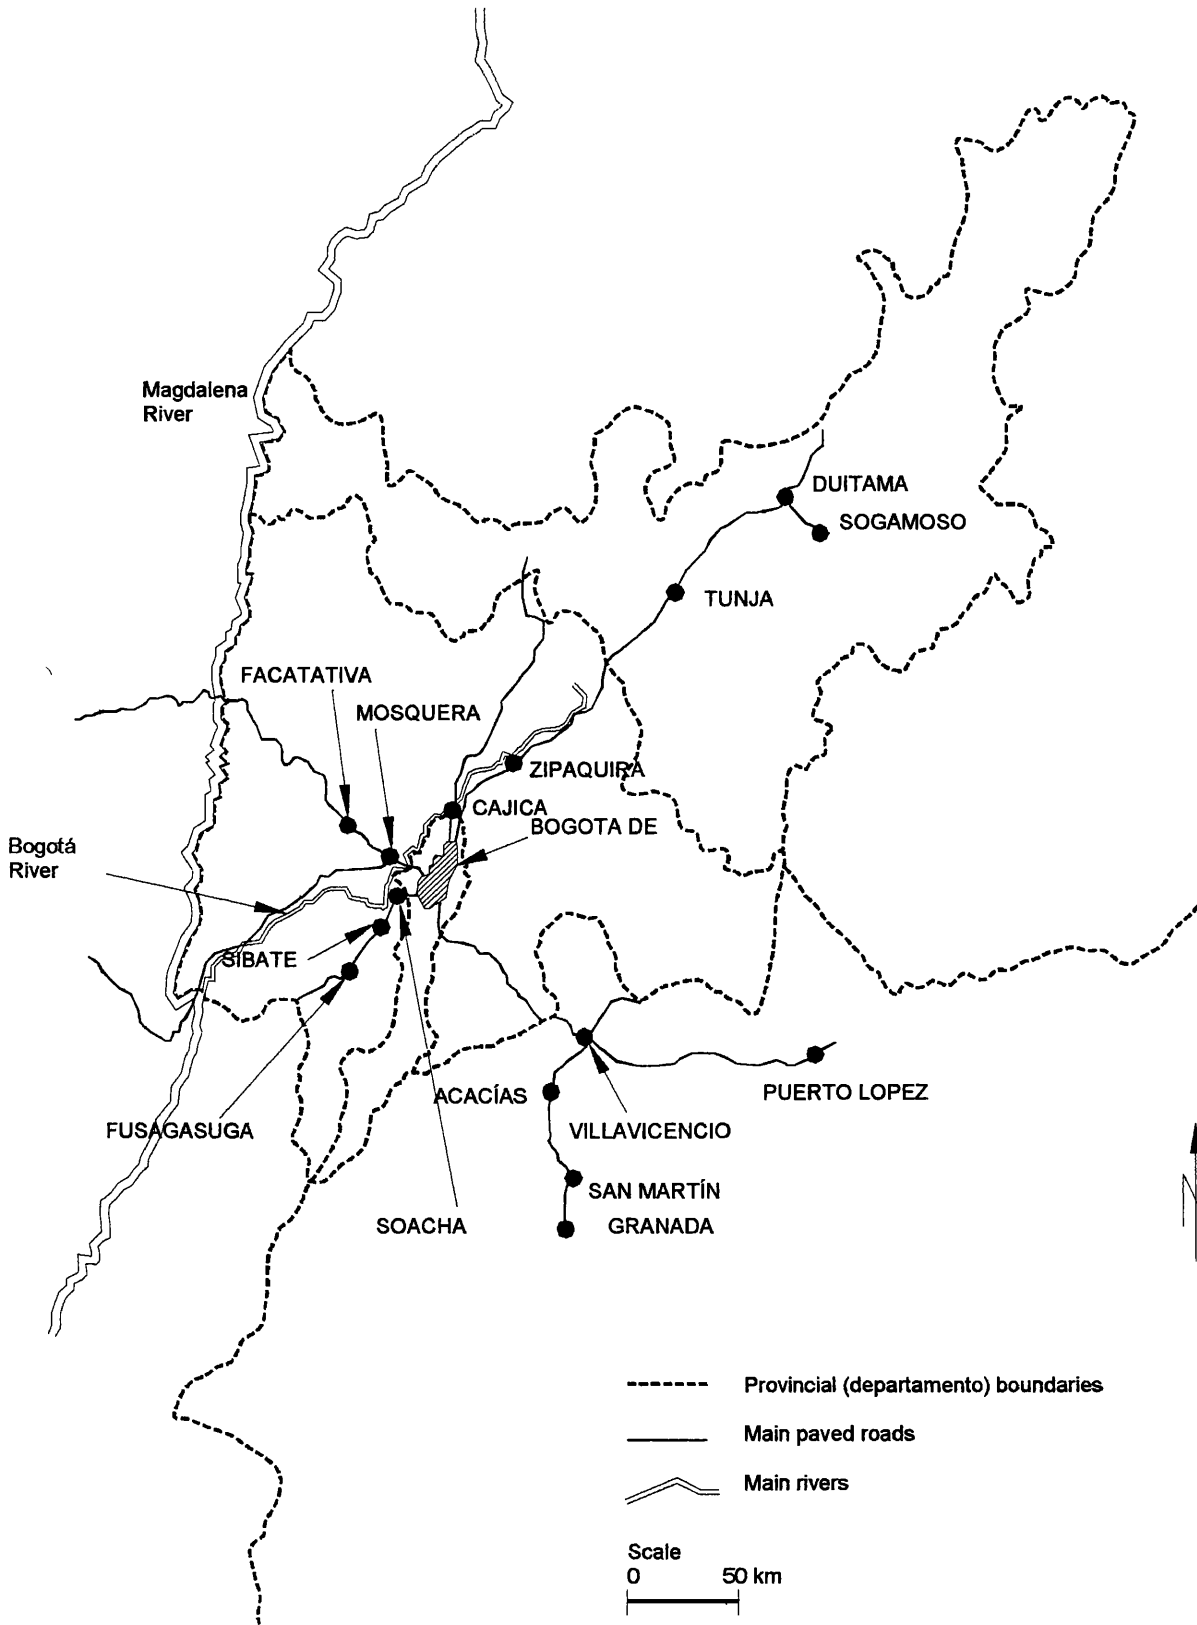 Magdalena
River
DUITAMA
SOGAMOSO
TUNJA
FACATATIVA
MOSQUERA
ZIPAQUIRA
CAJICA
BOGOTA DE
Bogotá
River
SIBATE
ACACÍAS
PUERTO LOPEZ
FUSAGASUGA
VILLAVICENCIO
SAN MARTÍN
SOACHA
GRANADA
N
Provincial (departamento) boundaries
Main paved roads
Main rivers
Scale
0 50 km